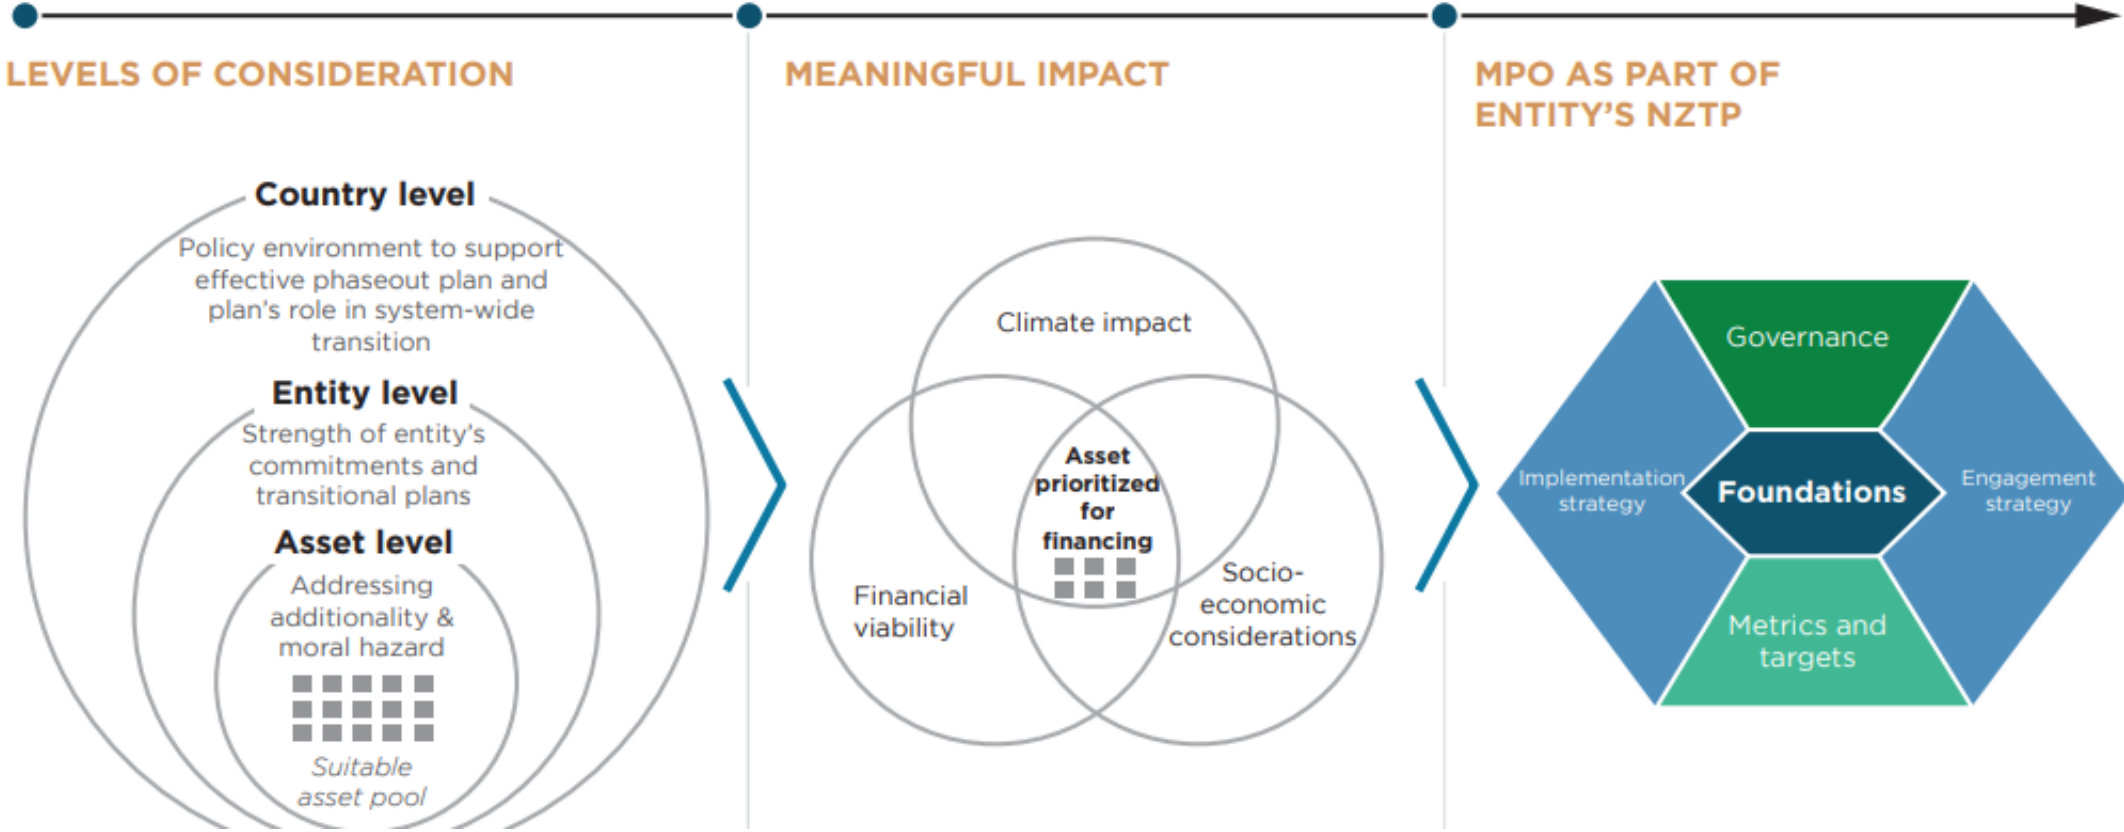 LEVELS OF CONSIDERATION
Country level
Policy environment to support
effective phaseout plan and
plan's role in system-wide
transition
Entity level
Strength of entity's
commitments and
transitional plans
Asset level
Addressing
additionality &
moral hazard
Suitable
asset pool
MEANINGFUL IMPACT
Climate impact
Asset
prioritized
for
financing
Financial
viability
Socio-
economic
considerations
MPO AS PART OF
ENTITY'S NZTP
Governance
Implementation
strategy
Foundations
Engagement
strategy
Metrics and
targets